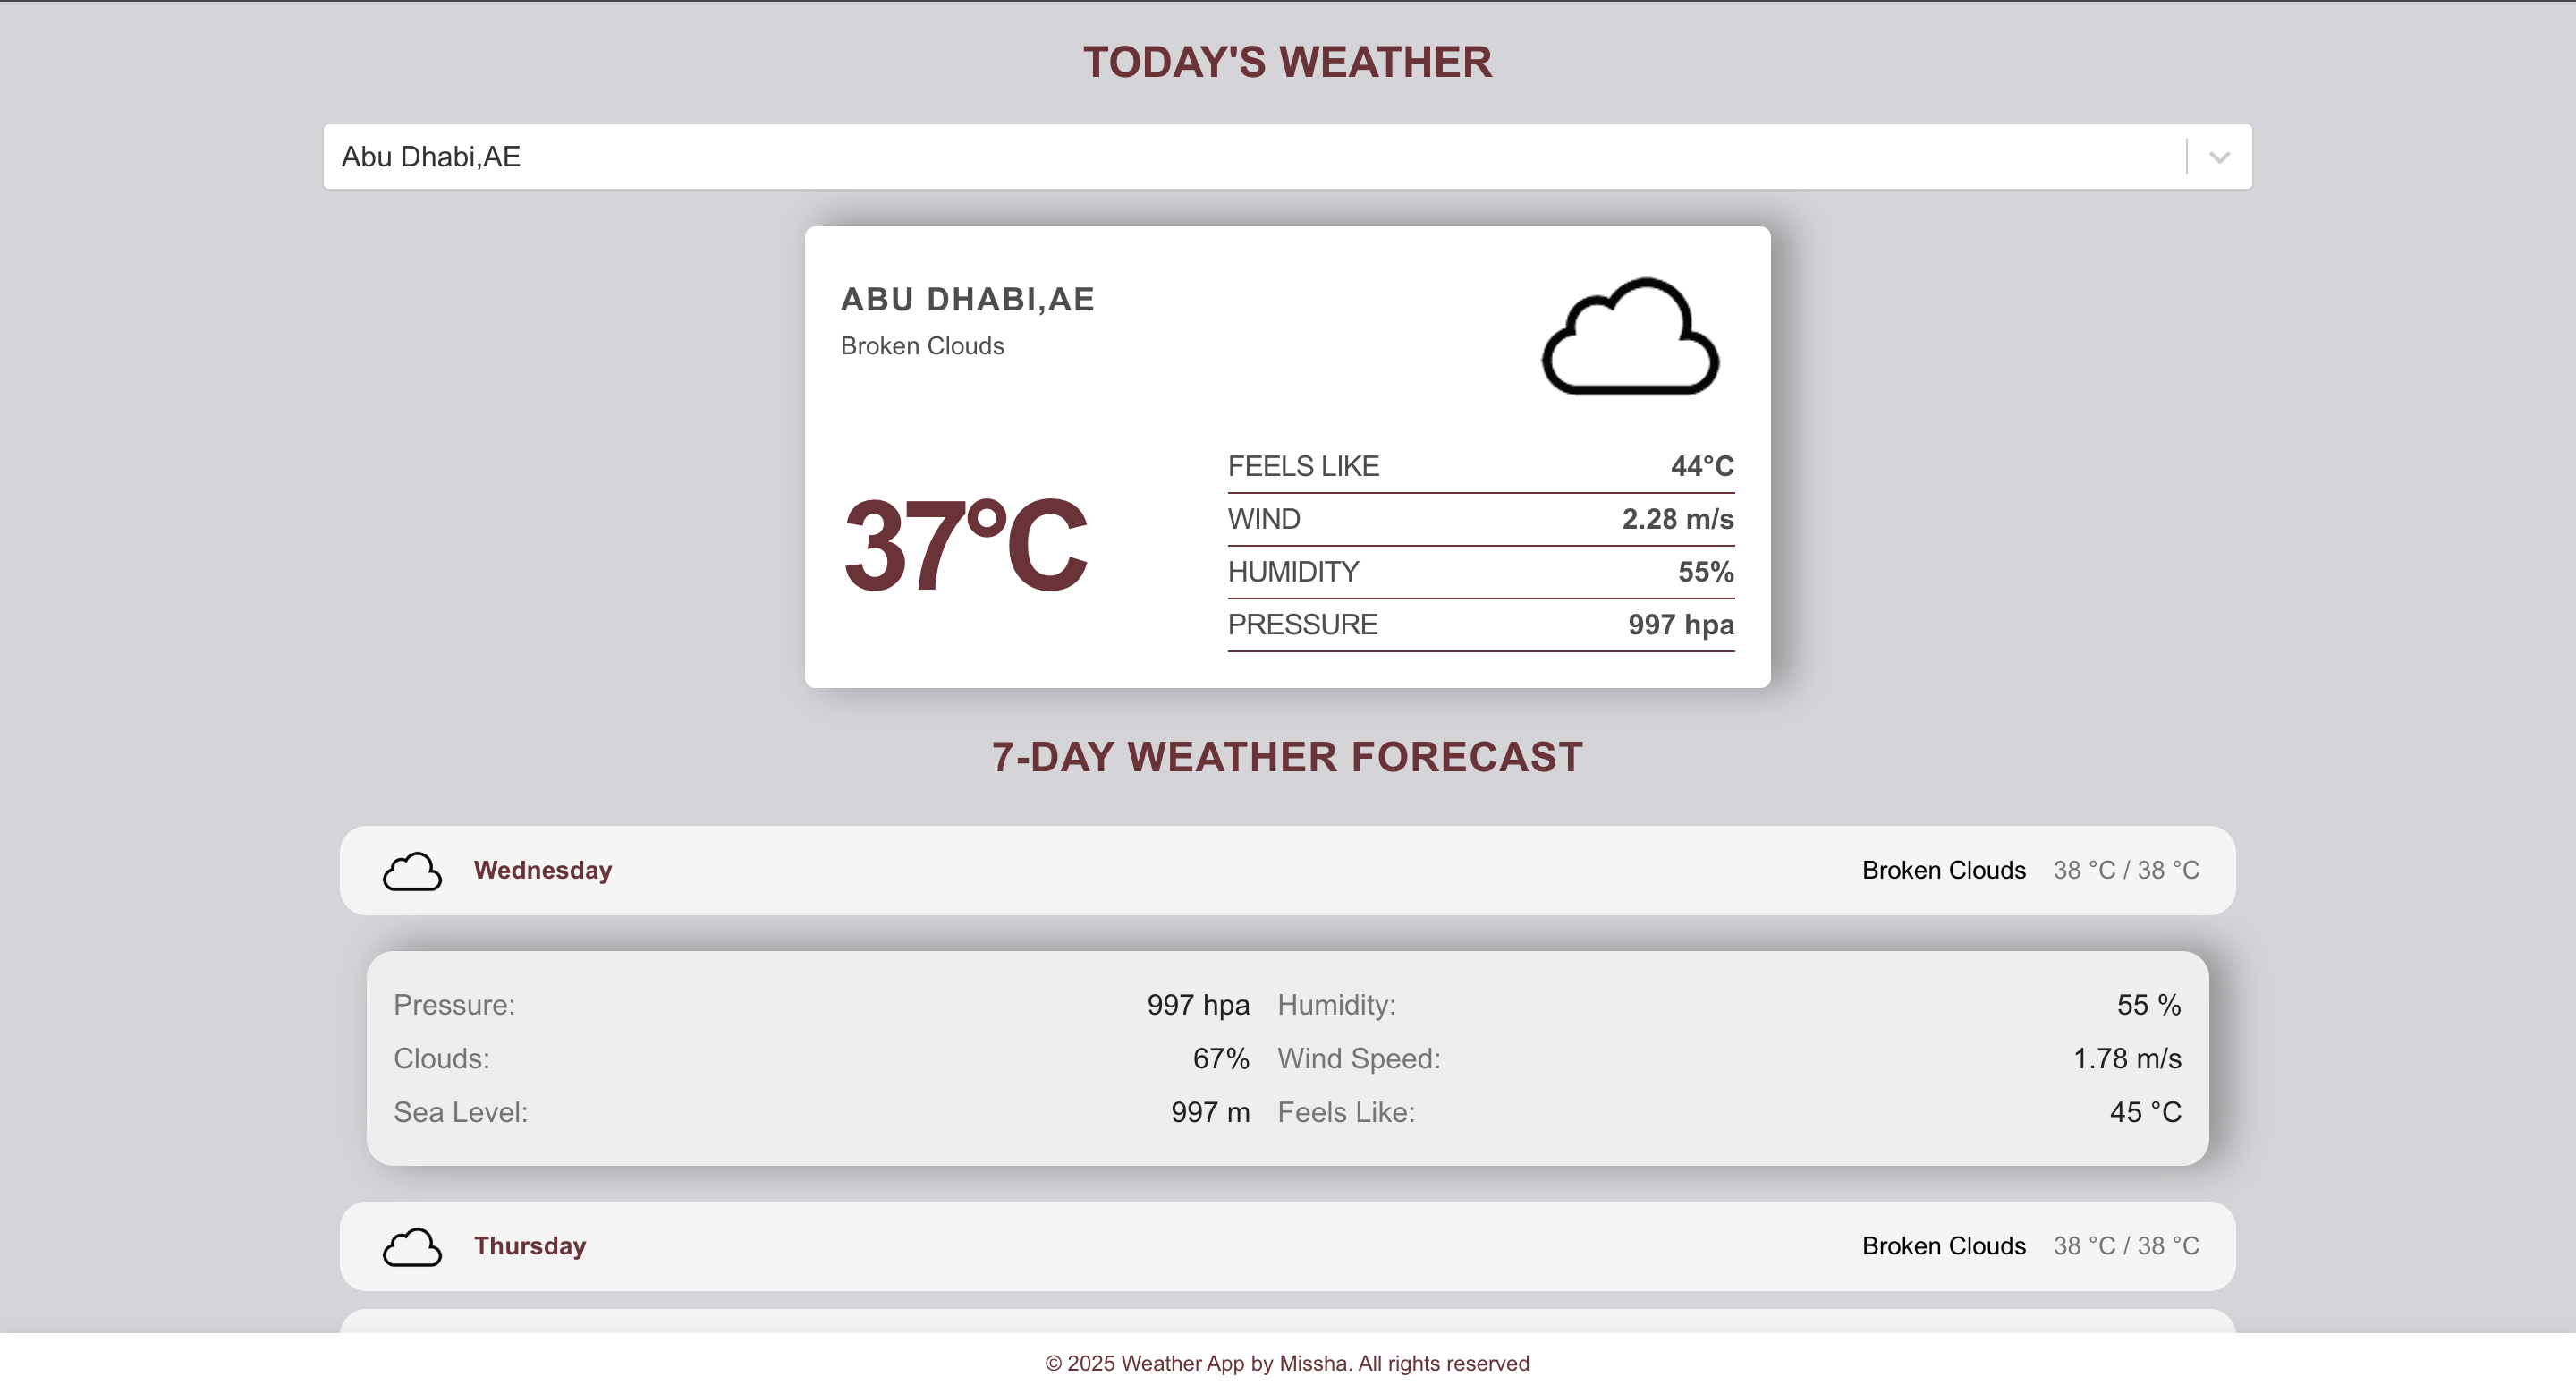 TODAY'S WEATHER
Abu Dhabi,AE
ABU DHABI,AE
Broken Clouds
37°C
FEELS LIKE 44°C
WIND 2.28 m/s
HUMIDITY 55%
PRESSURE 997 hpa
7-DAY WEATHER FORECAST
Wednesday Broken Clouds 38 °C / 38 °C
Pressure: 997 hpa Humidity: 55 %
Clouds: 67% Wind Speed: 1.78 m/s
Sea Level: 997 m Feels Like: 45 °C
Thursday Broken Clouds 38 °C / 38 °C
© 2025 Weather App by Missha. All rights reserved